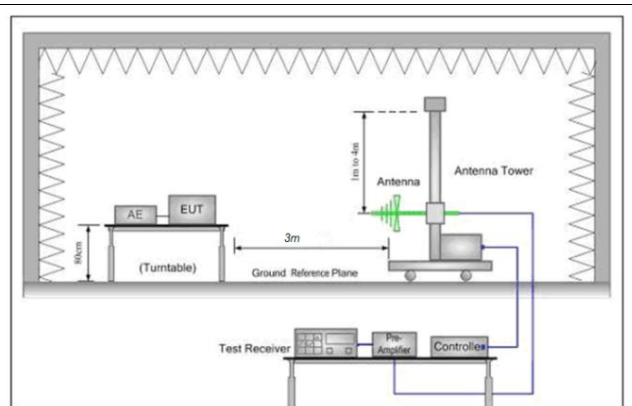 1m to 4m
Antenna Tower
Antenna
AE
EUT
80cm
3m
(Turntable)
Ground Reference Plane
Test Receiver
Pre-
Amplifier
Controller